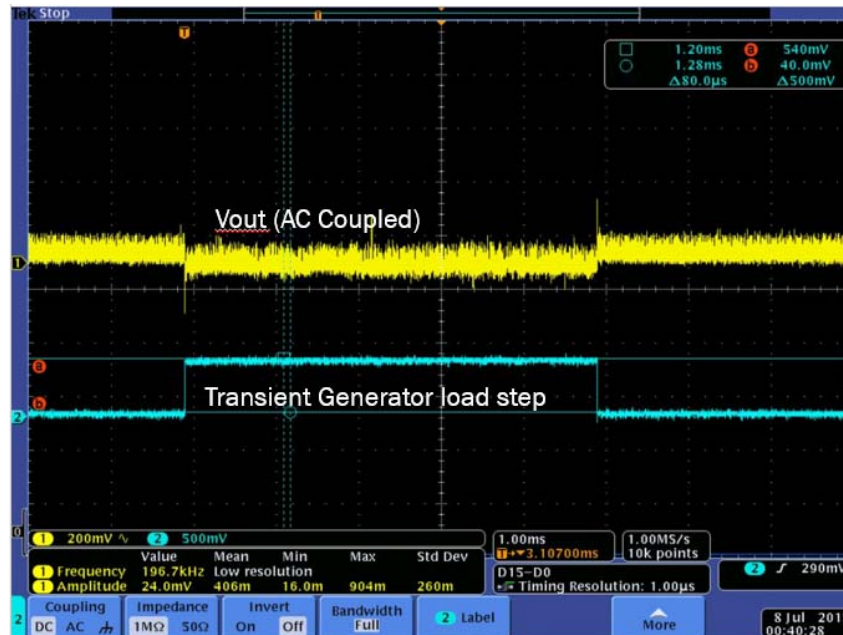 Tek Stop
T
T
1.20ms a 540mV
1.28ms b 40.0mV
Δ80.0µs Δ500mV
Vout (AC Coupled)
1
a
Transient Generator load step
b
2
1 200mV 2 500mV
1.00ms
T→▼3.10700ms
1.00MS/s
10k points
Value Mean Min Max Std Dev
1 Frequency 196.7kHz Low resolution
1 Amplitude 24.0mV 406m 16.0m 904m 260m
D15-D0
Timing Resolution: 1.00µs
2 290mV
2
Coupling
DC AC
Impedance
1MΩ 50Ω
Invert
On Off
Bandwidth
Full
2 Label
More
8 Jul 201
00:40:28